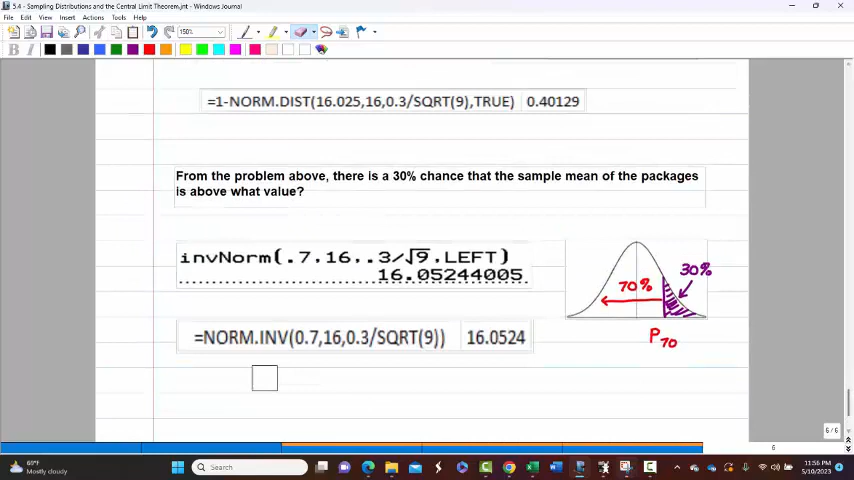 5.4 - Sampling Distributions and the Central Limit Theorem.jnt - Windows Journal
File Edit View Insert Actions Tools Help
150%
B I
=1-NORM.DIST(16.025,16,0.3/SQRT(9),TRUE) 0.40129
From the problem above, there is a 30% chance that the sample mean of the packages
is above what value?
invNorm(.7,16,.3/√9,LEFT)
16.05244005
30%
70%
=NORM.INV(0.7,16,0.3/SQRT(9)) 16.0524
P70
6/6
6
69°F
Mostly cloudy
Search
11:56 PM
5/10/2023